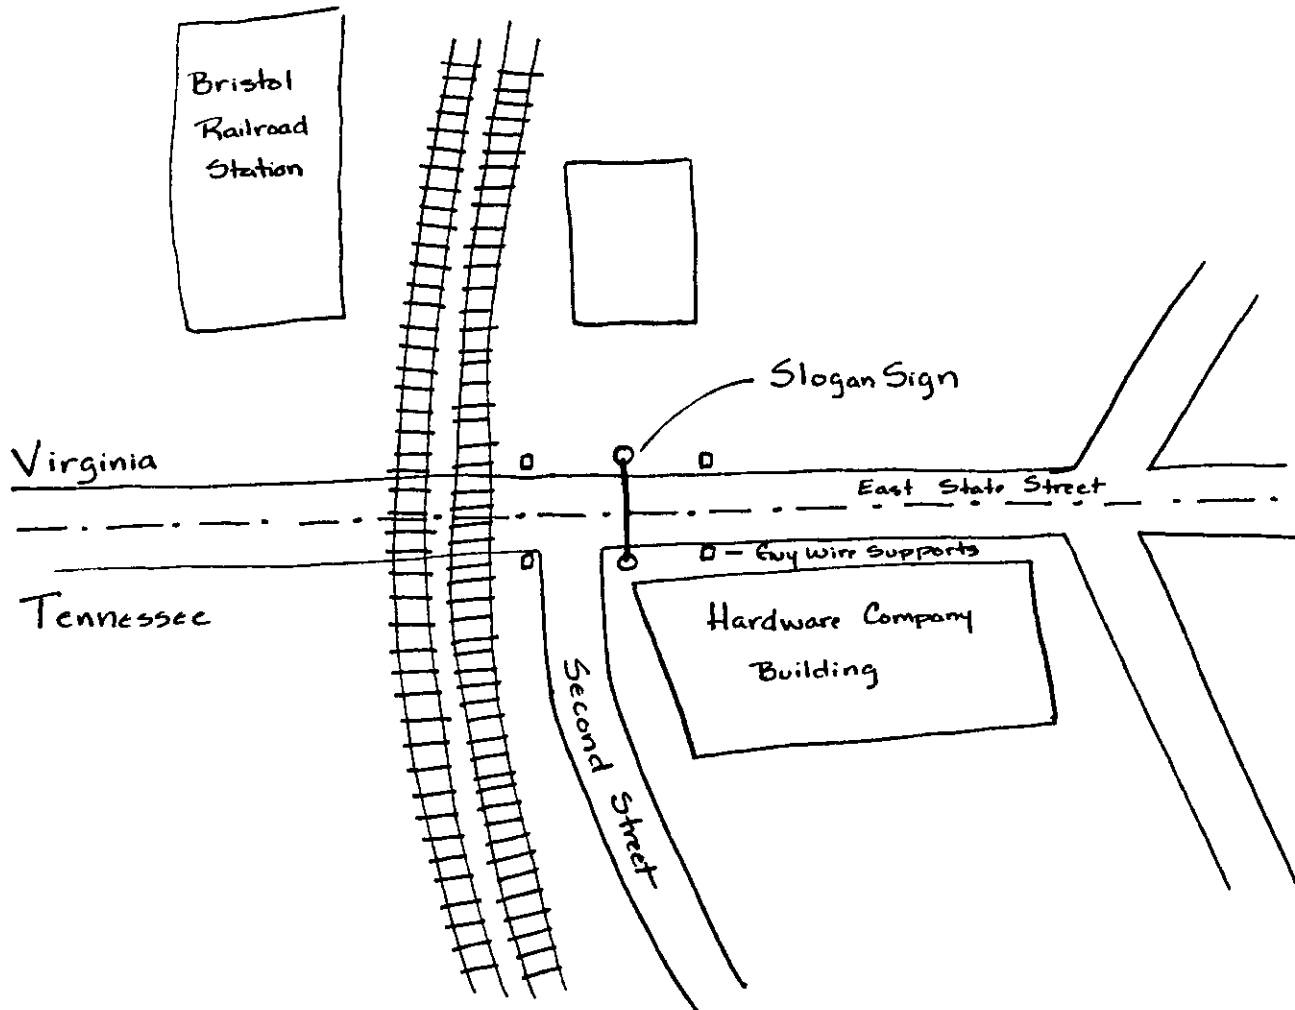 Bristol
Railroad
Station
Slogan Sign
Virginia
East State Street
Guy Wire Supports
Tennessee
Hardware Company
Building
Second Street